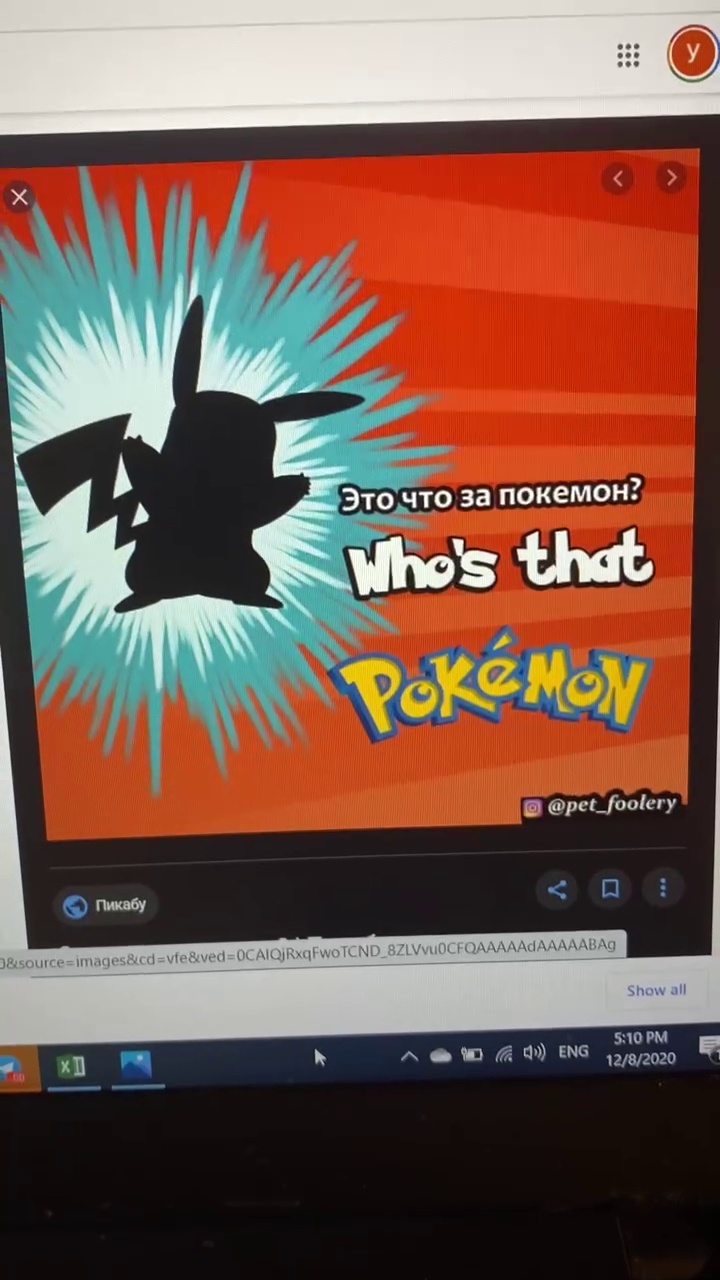 У
Это что за покемон?
Who's that
POKÉMON
@pet_foolery
Пикабу
0&source=images&cd=vfe&ved=0CAIQjRxqFwoTCND_8ZLVvu0CFQAAAAAdAAAAABAg
Show all
5:10 PM
ENG
12/8/2020